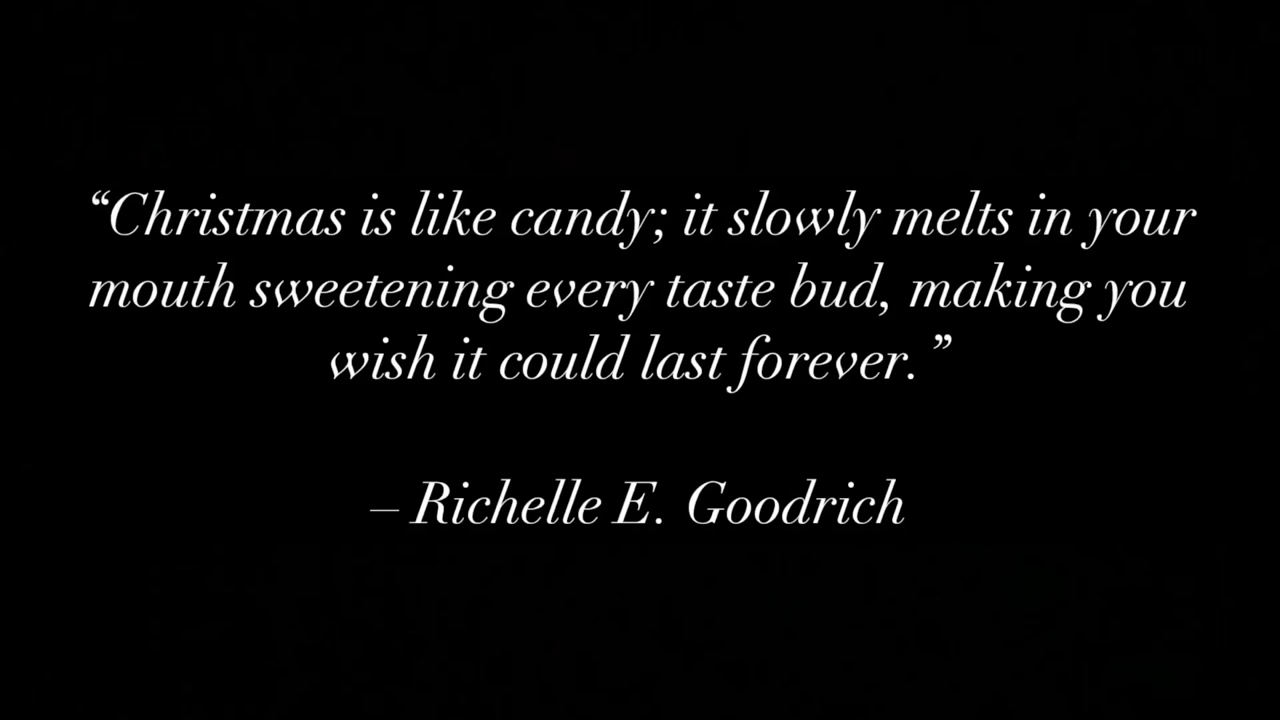 “Christmas is like candy; it slowly melts in your
mouth sweetening every taste bud, making you
wish it could last forever.”
– Richelle E. Goodrich